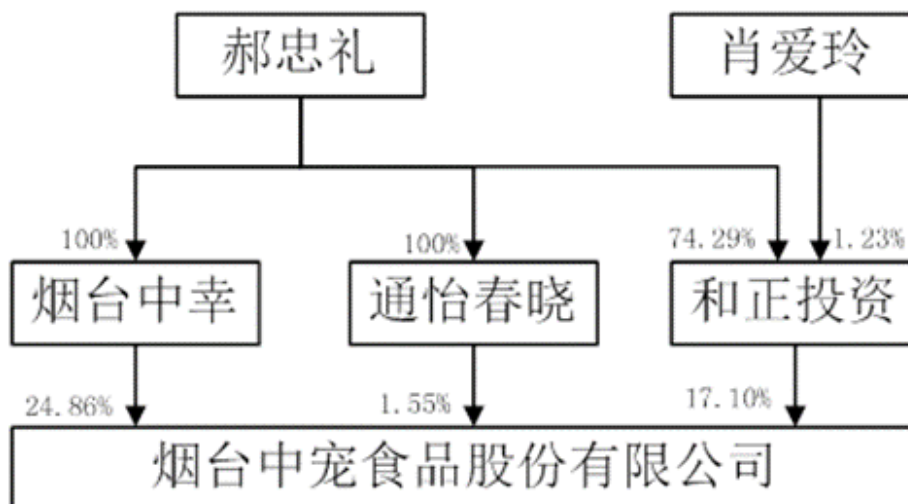 郝忠礼
肖爱玲
100%
100%
74.29%
1.23%
烟台中幸
通怡春晓
和正投资
24.86%
1.55%
17.10%
烟台中宠食品股份有限公司